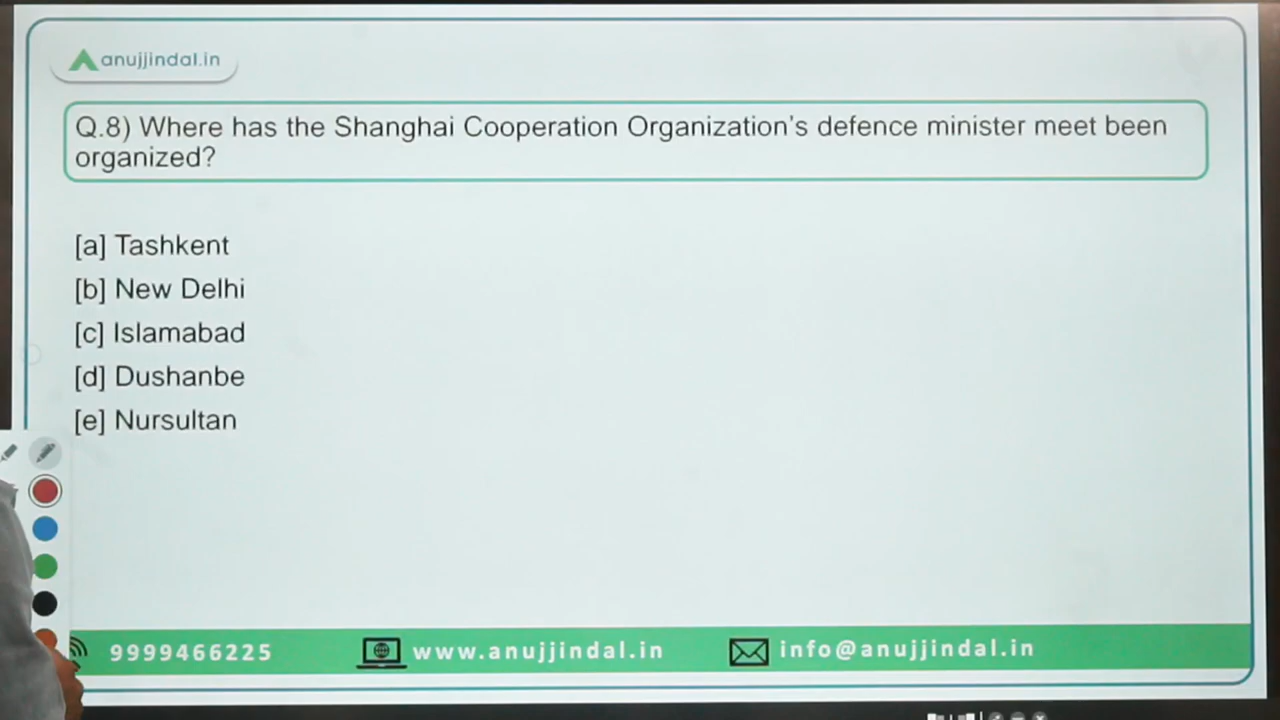 anujjindal.in
Q.8) Where has the Shanghai Cooperation Organization's defence minister meet been
organized?
[a] Tashkent
[b] New Delhi
[c] Islamabad
[d] Dushanbe
[e] Nursultan
9999466225 www.anujjindal.in info@anujjindal.in